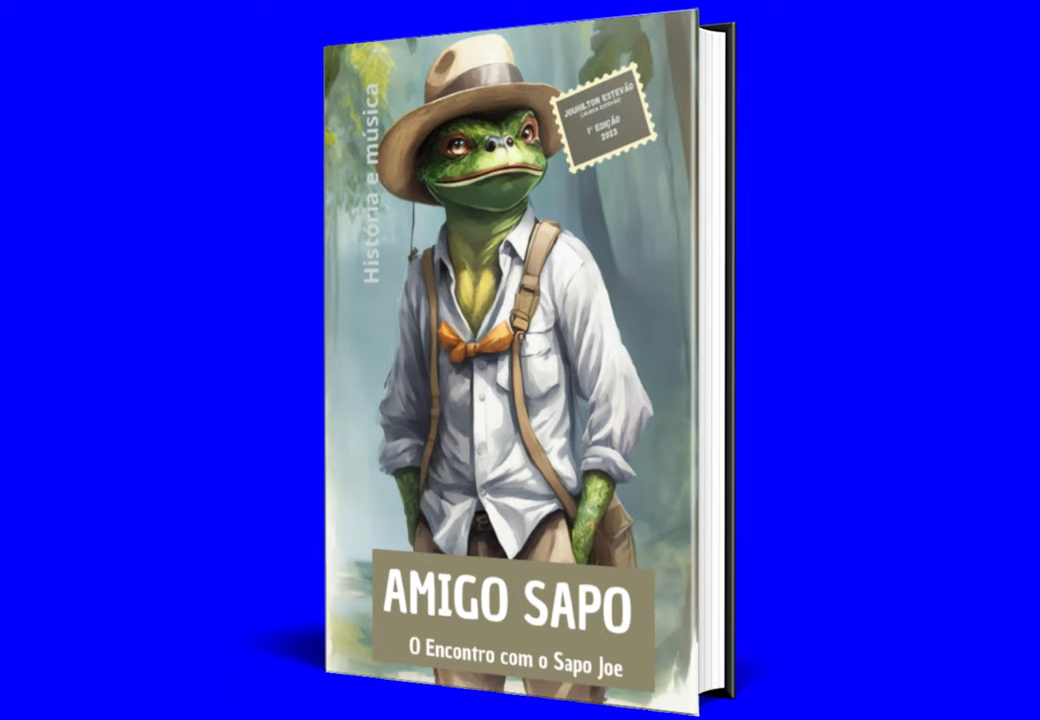 História e música
JOUHILTON ESTEVÃO
1ª EDIÇÃO
2023
AMIGO SAPO
O Encontro com o Sapo Joe